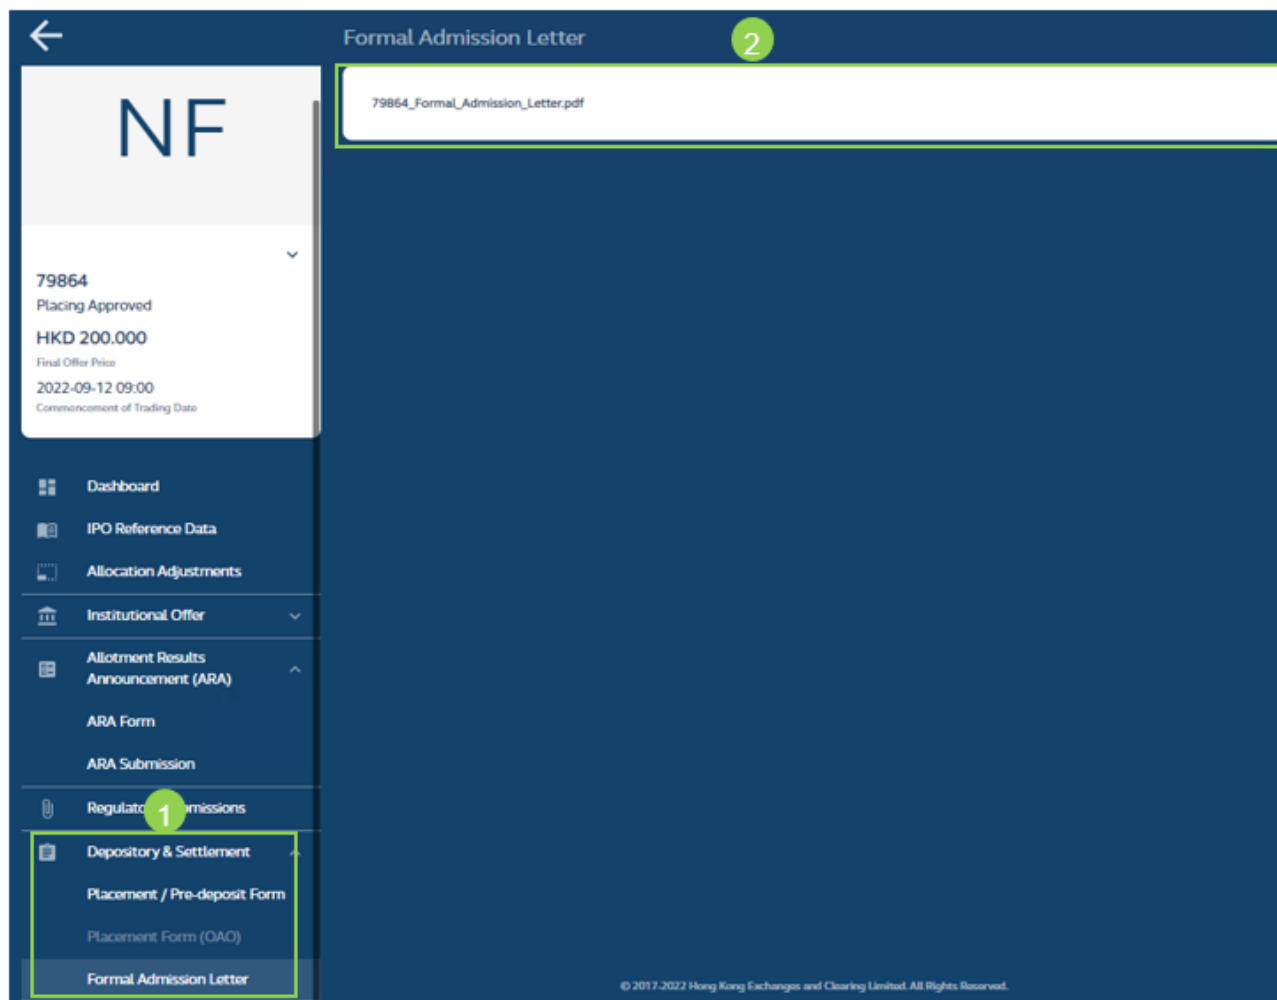 Formal Admission Letter
2
79864_Formal_Admission_Letter.pdf
NF
79864
Placing Approved
HKD 200.000
Final Offer Price
2022-09-12 09:00
Commencement of Trading Date
Dashboard
IPO Reference Data
Allocation Adjustments
Institutional Offer
Allotment Results
Announcement (ARA)
ARA Form
ARA Submission
1
Depository & Settlement
Placement / Pre-deposit Form
Placement Form (OAO)
Formal Admission Letter
© 2017-2022 Hong Kong Exchanges and Clearing Limited. All Rights Reserved.